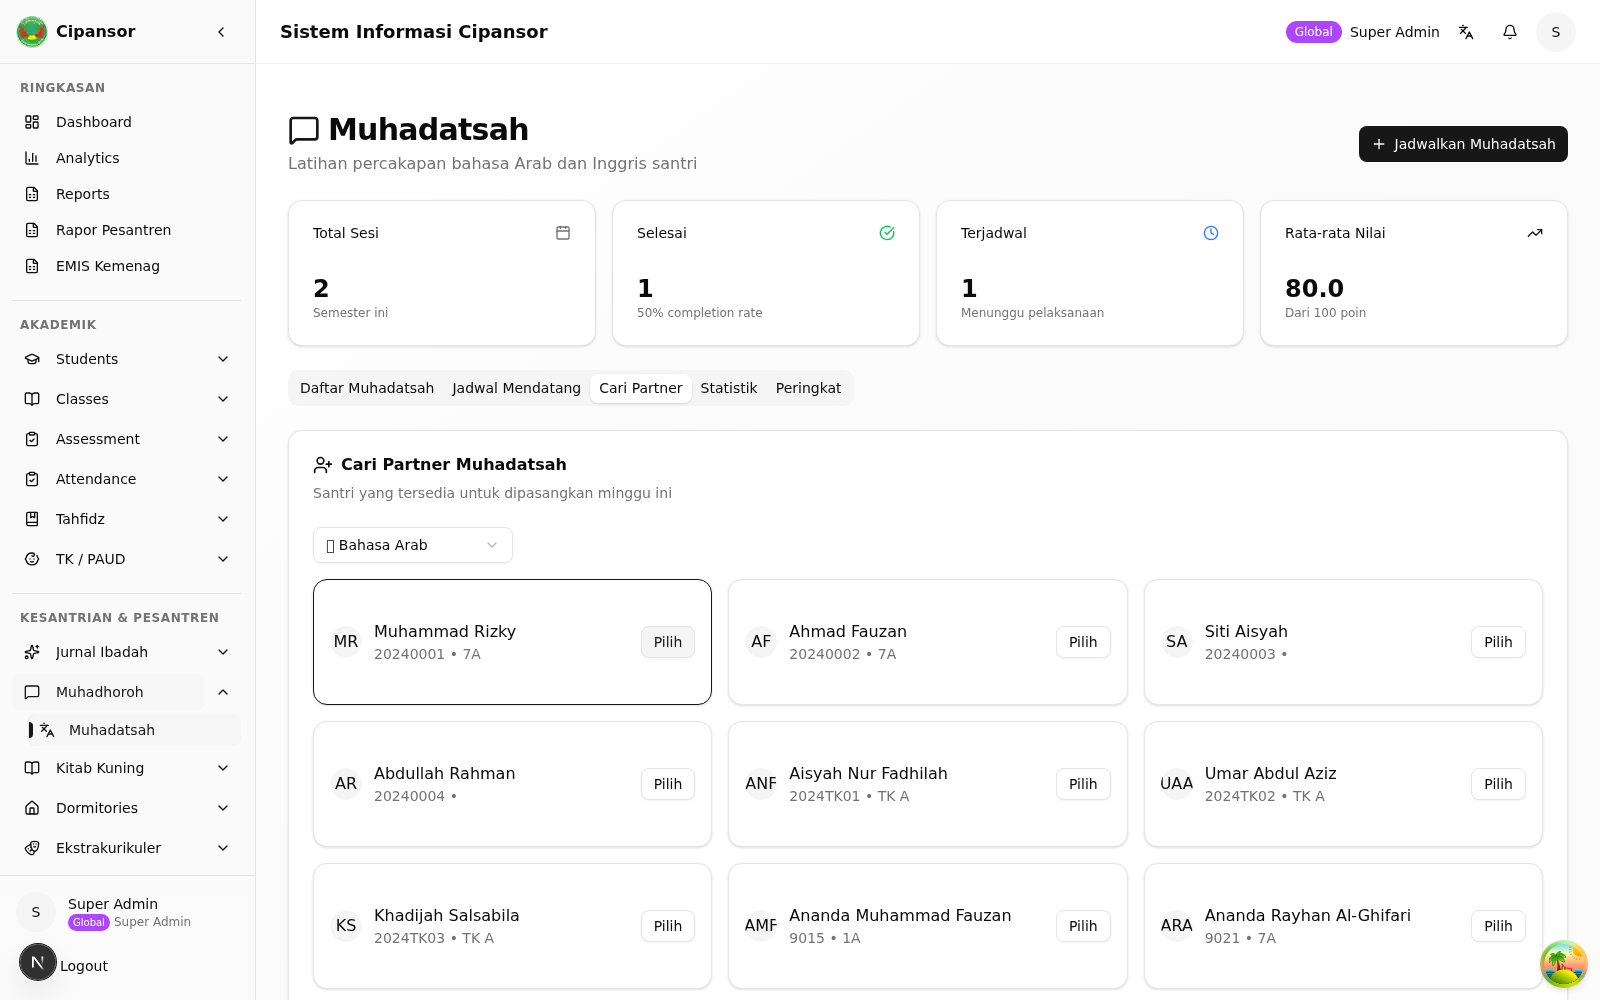 Cipansor
Sistem Informasi Cipansor
Global
Super Admin
S
RINGKASAN
Dashboard
Analytics
Reports
Rapor Pesantren
EMIS Kemenag
AKADEMIK
Students
Classes
Assessment
Attendance
Tahfidz
TK / PAUD
KESANTRIAN & PESANTREN
Jurnal Ibadah
Muhadhoroh
Muhadatsah
Kitab Kuning
Dormitories
Ekstrakurikuler
S
Super Admin
Global Super Admin
N
Logout
Muhadatsah
Latihan percakapan bahasa Arab dan Inggris santri
Jadwalkan Muhadatsah
Total Sesi
2
Semester ini
Selesai
1
50% completion rate
Terjadwal
1
Menunggu pelaksanaan
Rata-rata Nilai
80.0
Dari 100 poin
Daftar Muhadatsah
Jadwal Mendatang
Cari Partner
Statistik
Peringkat
Cari Partner Muhadatsah
Santri yang tersedia untuk dipasangkan minggu ini
Bahasa Arab
MR
Muhammad Rizky
20240001 • 7A
Pilih
AF
Ahmad Fauzan
20240002 • 7A
Pilih
SA
Siti Aisyah
20240003 •
Pilih
AR
Abdullah Rahman
20240004 •
Pilih
ANF
Aisyah Nur Fadhilah
2024TK01 • TK A
Pilih
UAA
Umar Abdul Aziz
2024TK02 • TK A
Pilih
KS
Khadijah Salsabila
2024TK03 • TK A
Pilih
AMF
Ananda Muhammad Fauzan
9015 • 1A
Pilih
ARA
Ananda Rayhan Al-Ghifari
9021 • 7A
Pilih